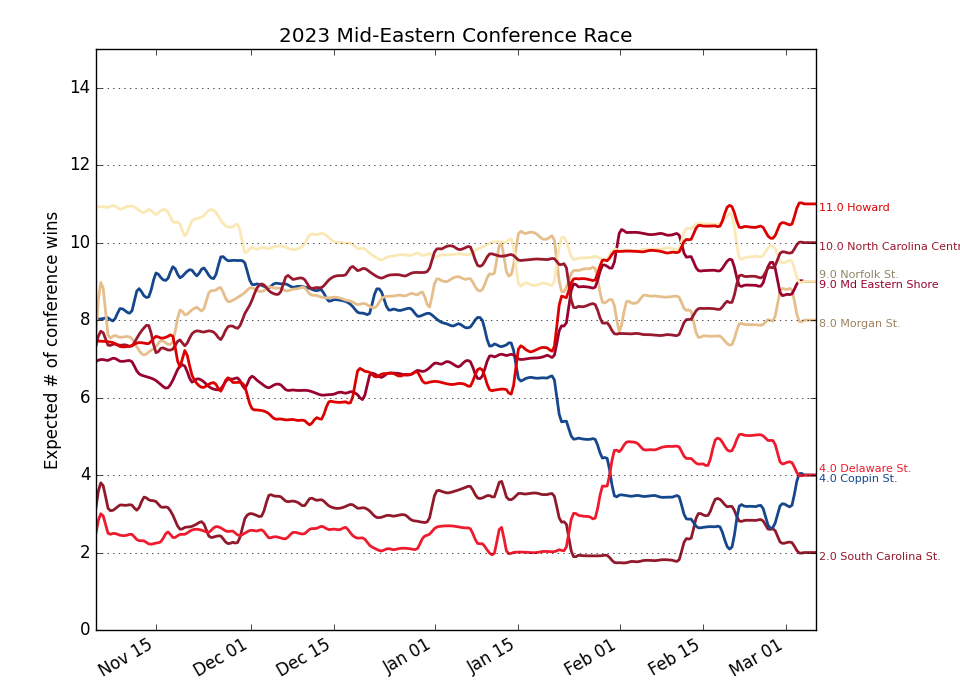 2023 Mid-Eastern Conference Race
Expected # of conference wins
14
12
10
8
6
4
2
0
11.0 Howard
10.0 North Carolina Centr
9.0 Norfolk St.
9.0 Md Eastern Shore
8.0 Morgan St.
4.0 Delaware St.
4.0 Coppin St.
2.0 South Carolina St.
Nov 15
Dec 01
Dec 15
Jan 01
Jan 15
Feb 01
Feb 15
Mar 01